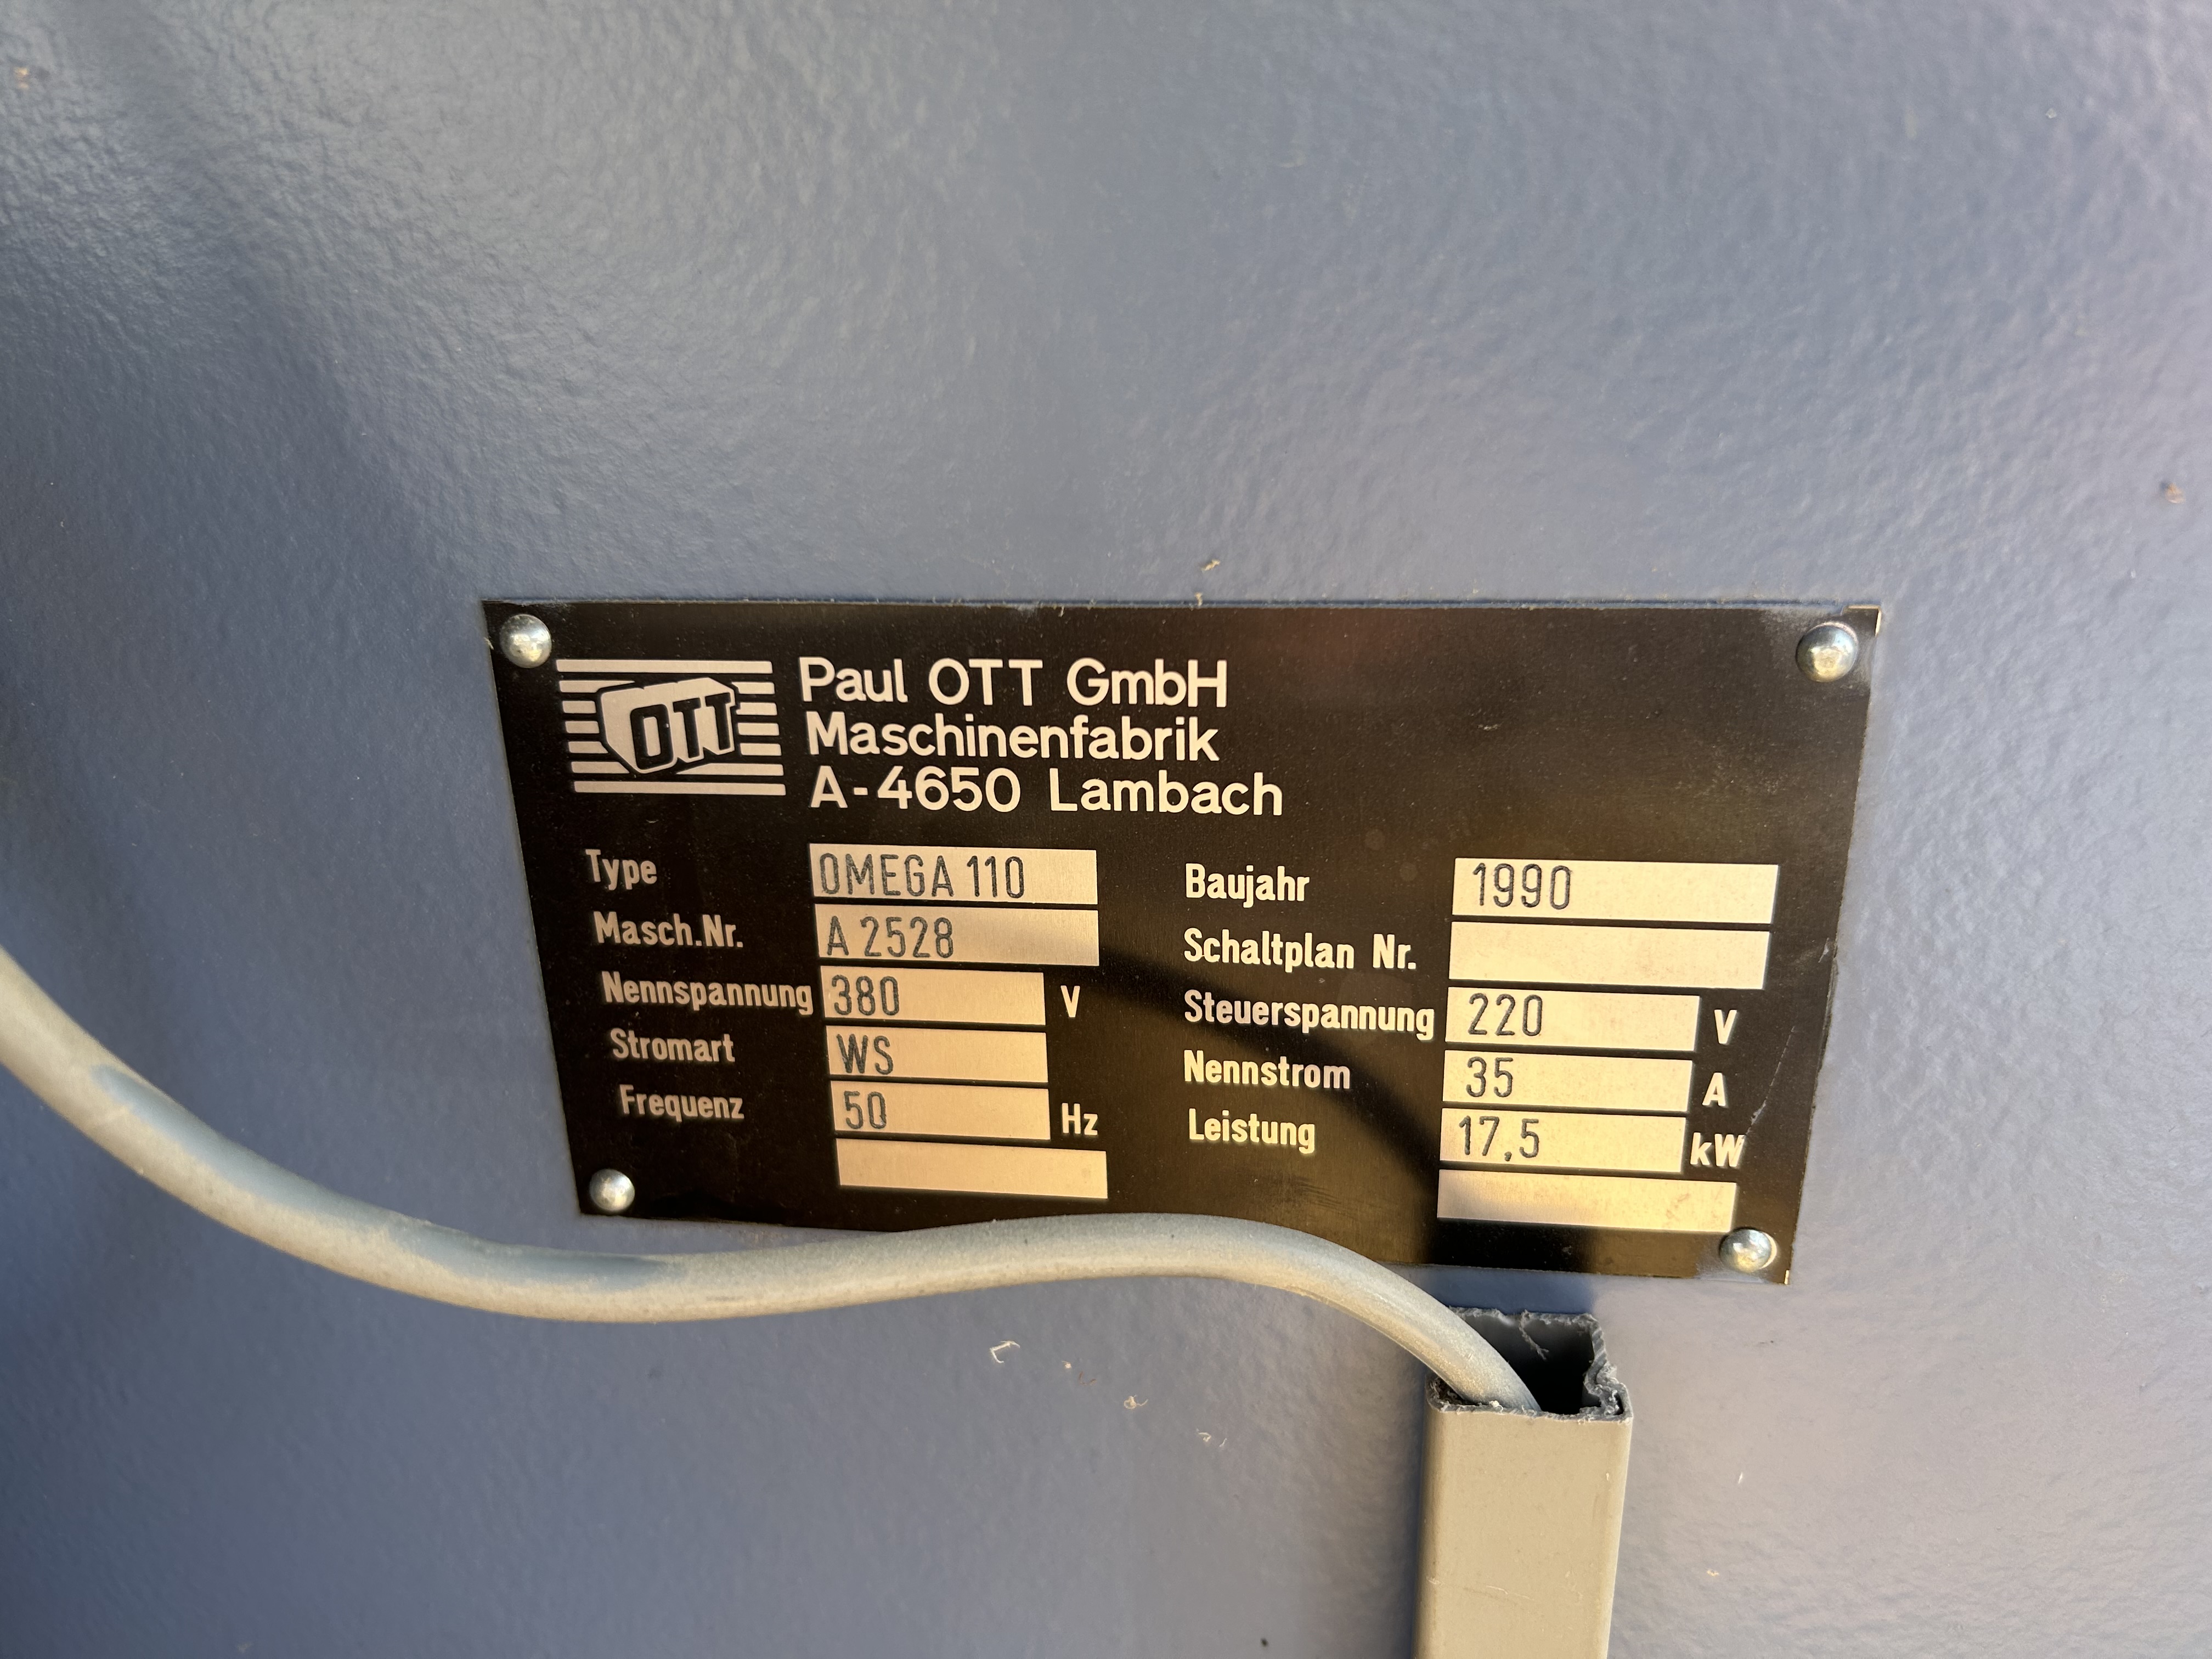 OTT
Paul OTT GmbH
Maschinenfabrik
A-4650 Lambach
Type OMEGA 110
Masch.Nr. A 2528
Nennspannung 380 V
Stromart WS
Frequenz 50 Hz
Baujahr 1990
Schaltplan Nr.
Steuerspannung 220 V
Nennstrom 35 A
Leistung 17,5 kW